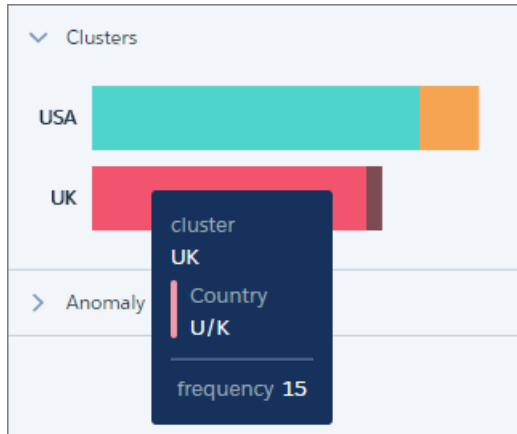 Clusters
USA
UK
cluster
UK
Country
U/K
Anomaly
frequency 15